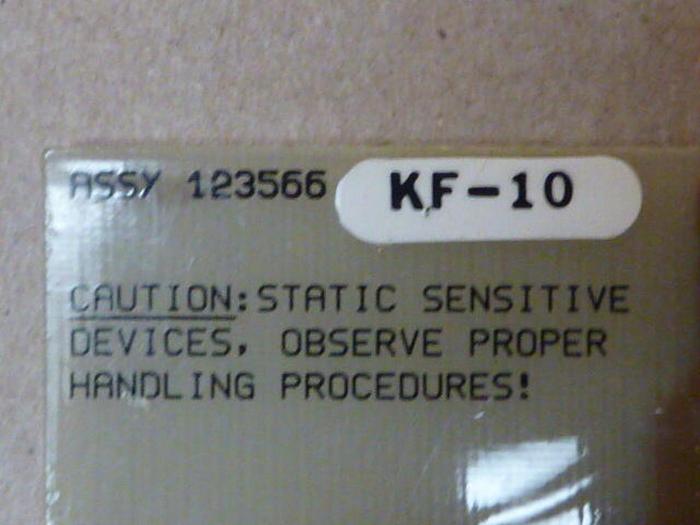 ASSY 123566 KF-10
CAUTION: STATIC SENSITIVE
DEVICES, OBSERVE PROPER
HANDLING PROCEDURES!